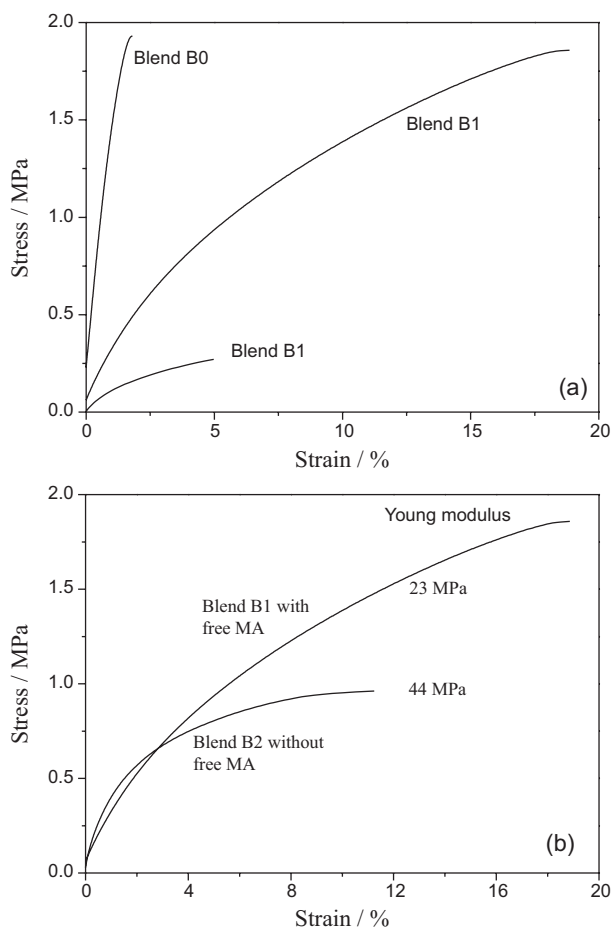 2.0
Blend B0
Blend B1
1.5
1.0
0.5
Blend B1
0.0
(a)
0 5 10 15 20
Stress / MPa
Strain / %
2.0
Young modulus
1.5
Blend B1 with
free MA
23 MPa
1.0
44 MPa
Blend B2 without
free MA
0.5
0.0
(b)
0 4 8 12 16 20
Stress / MPa
Strain / %